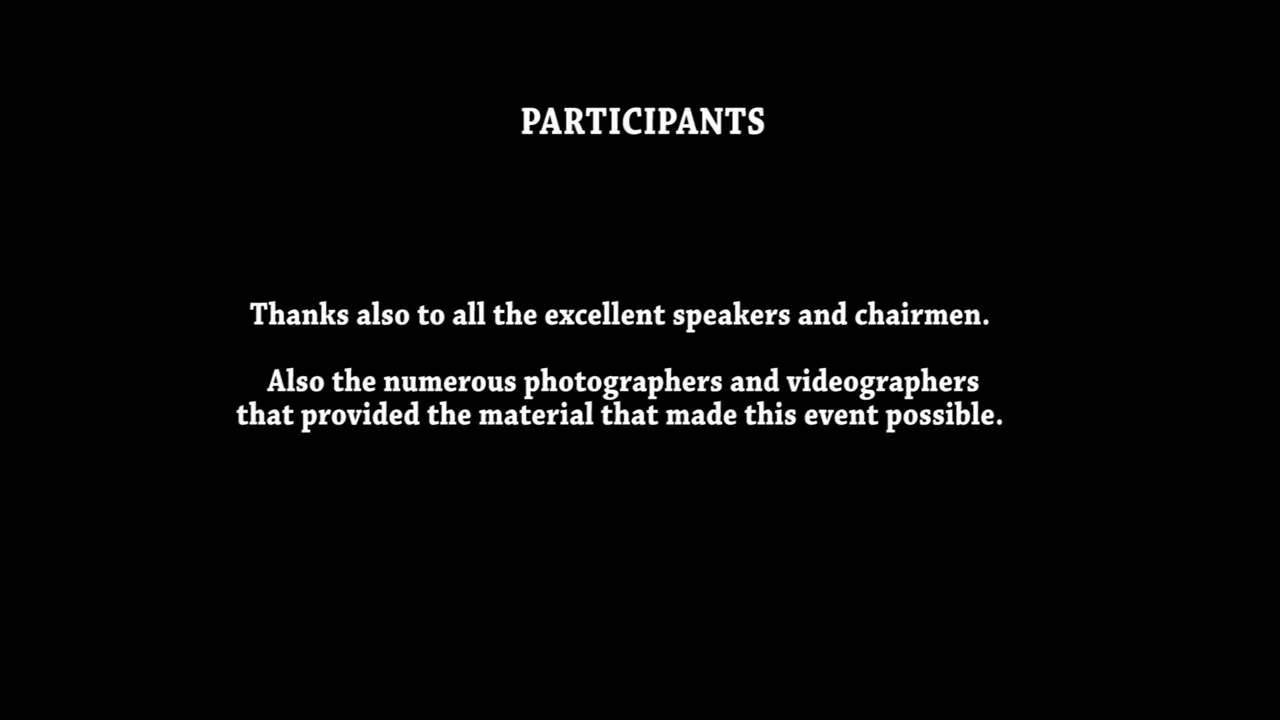 PARTICIPANTS
Thanks also to all the excellent speakers and chairmen.
Also the numerous photographers and videographers
that provided the material that made this event possible.